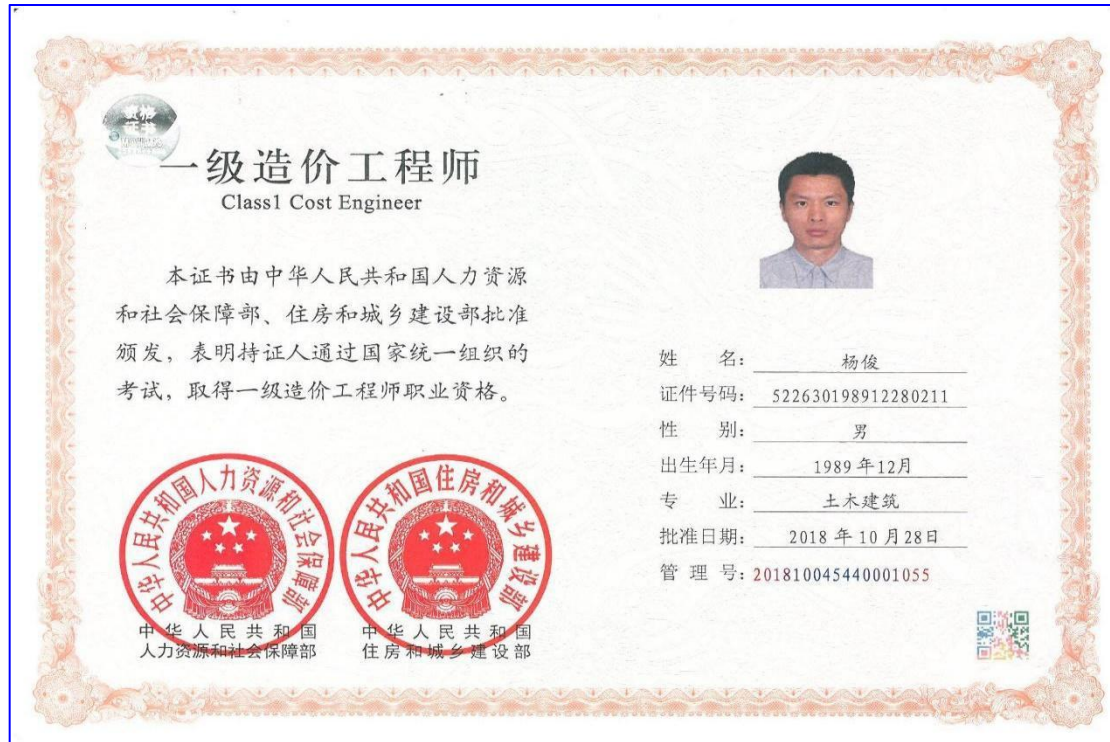 资格
证书
一级造价工程师
Class1 Cost Engineer
本证书由中华人民共和国人力资源
和社会保障部、住房和城乡建设部批准
颁发，表明持证人通过国家统一组织的
考试，取得一级造价工程师职业资格。
中华人民共和国人力资源和社会保障部
中华人民共和国住房和城乡建设部
中华人民共和国
人力资源和社会保障部
中华人民共和国
住房和城乡建设部
姓 名： 杨俊
证件号码： 522630198912280211
性 别： 男
出生年月： 1989年12月
专 业： 土木建筑
批准日期： 2018年10月28日
管 理 号： 201810045440001055